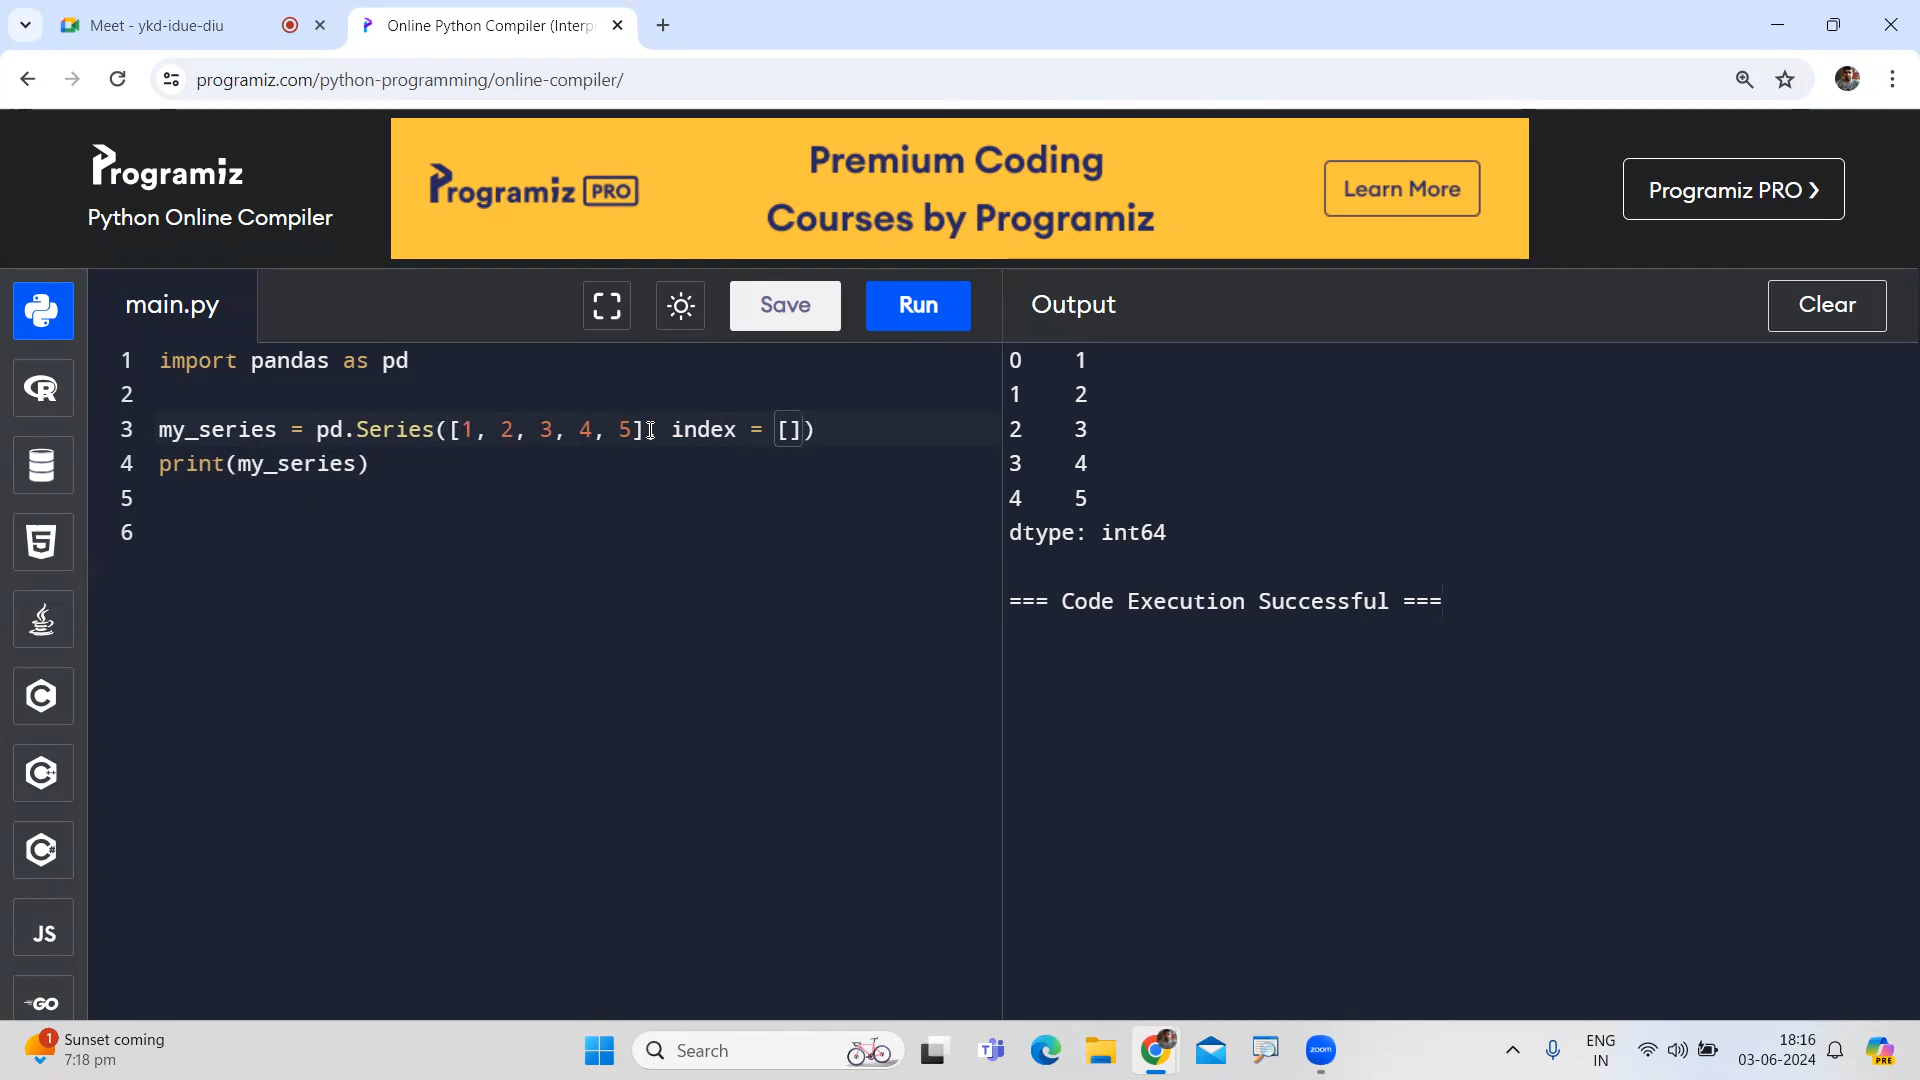 Meet - ykd-idue-diu
Online Python Compiler (Interp
programiz.com/python-programming/online-compiler/
Programiz
Python Online Compiler
Programiz PRO
Premium Coding
Courses by Programiz
Learn More
Programiz PRO ❯
main.py
Save
Run
Output
Clear
1 import pandas as pd
2
3 my_series = pd.Series([1, 2, 3, 4, 5], index = [])
4 print(my_series)
5
6
0 1
1 2
2 3
3 4
4 5
dtype: int64
=== Code Execution Successful ===
R
5
C
C+
C#
JS
GO
1
Sunset coming
7:18 pm
Search
zoom
ENG
IN
18:16
03-06-2024
PRE